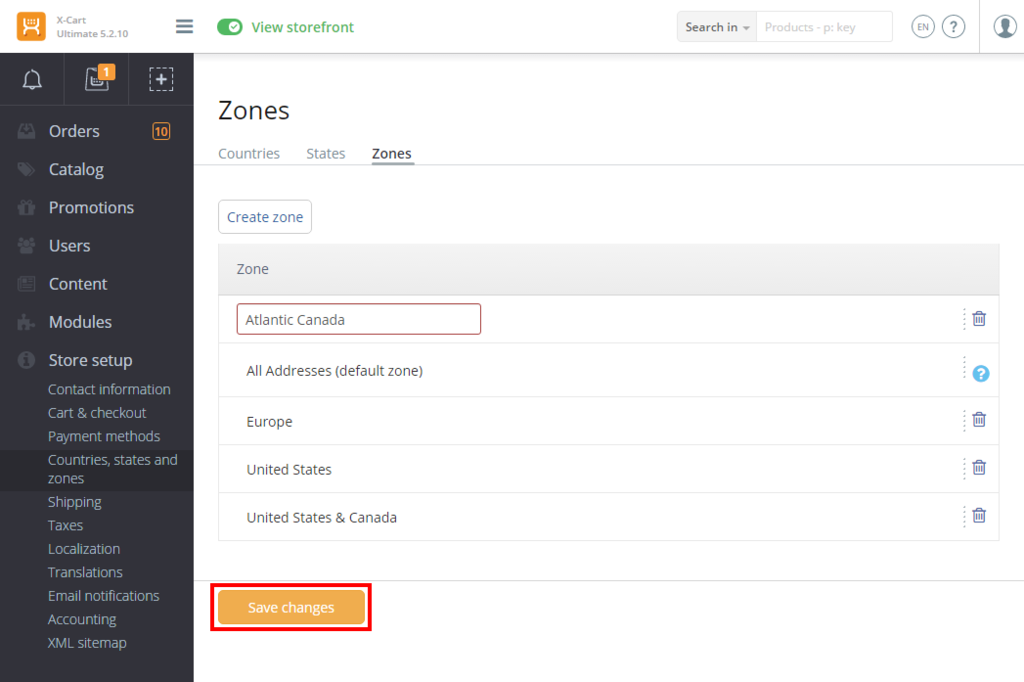 X-Cart
Ultimate 5.2.10
View storefront
Search in
Products - p: key
EN
?
1
Orders
10
Catalog
Promotions
Users
Content
Modules
Store setup
Contact information
Cart & checkout
Payment methods
Countries, states and
zones
Shipping
Taxes
Localization
Translations
Email notifications
Accounting
XML sitemap
Zones
Countries States Zones
Create zone
Zone
Atlantic Canada
All Addresses (default zone)
?
Europe
United States
United States & Canada
Save changes